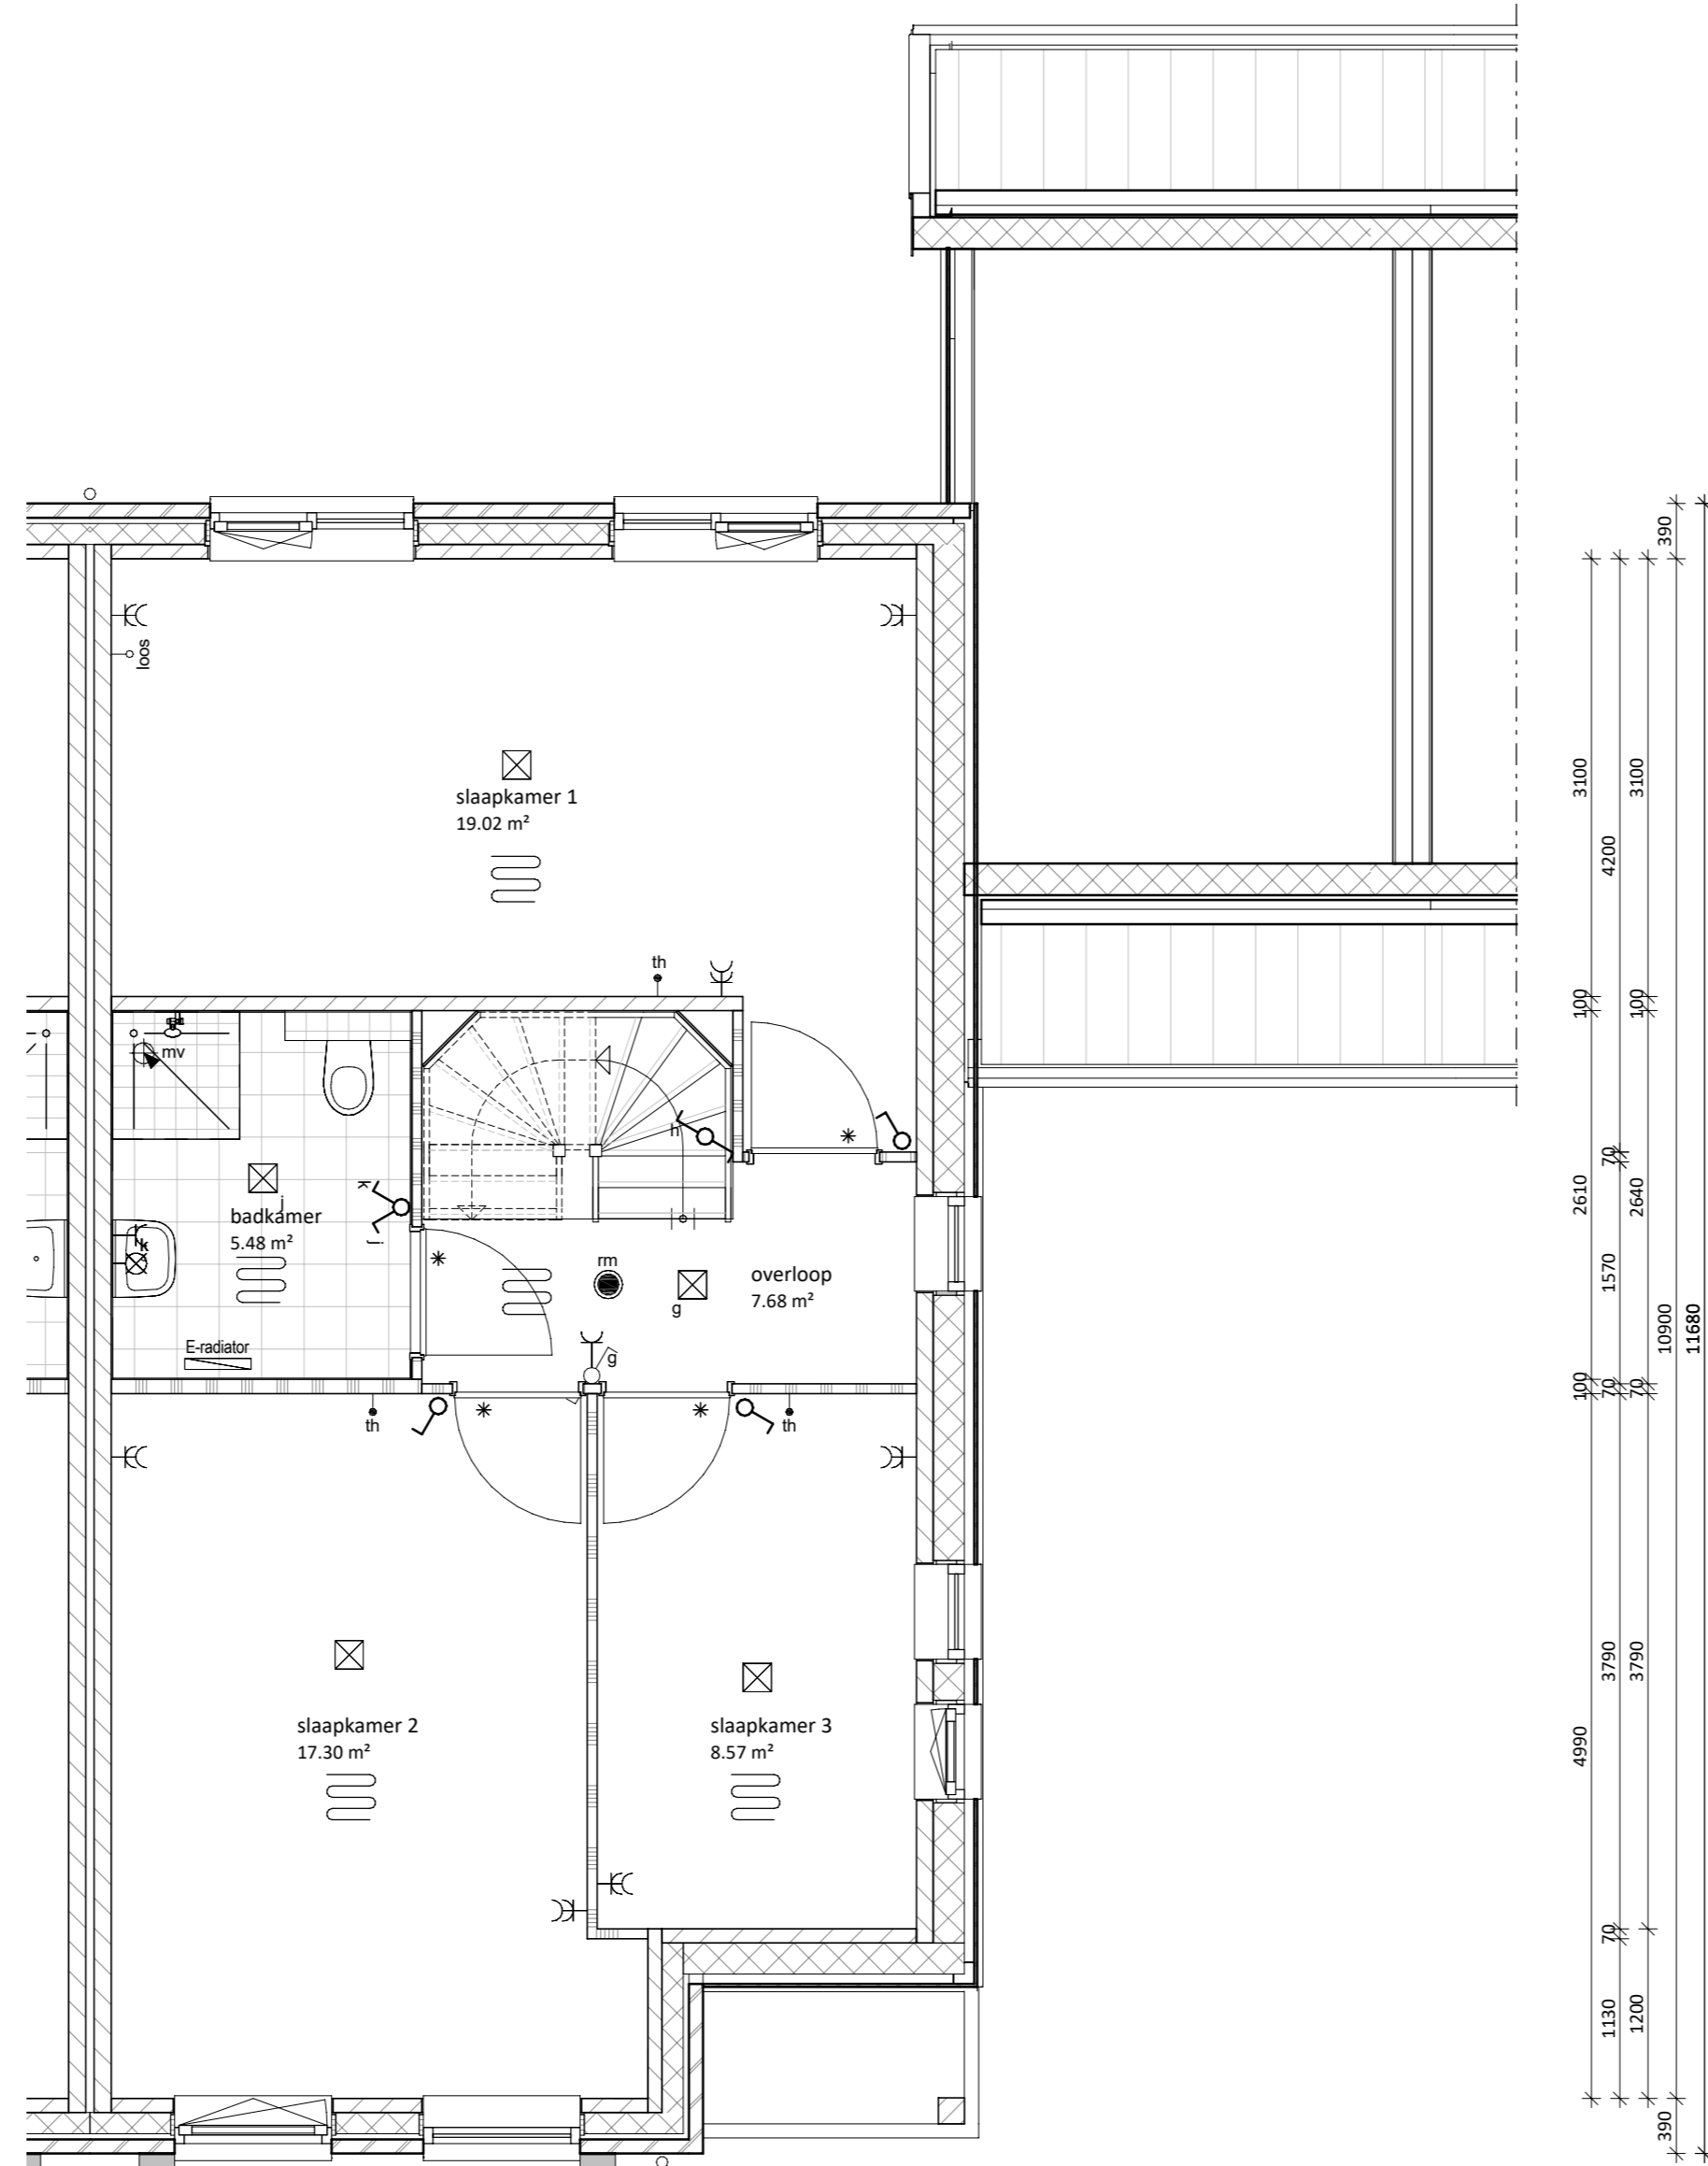 loos
slaapkamer 1
19.02 m²
th
mv
h
k
j
j
badkamer
5.48 m²
k
E-radiator
rm
g
overloop
7.68 m²
g
th
th
slaapkamer 2
17.30 m²
slaapkamer 3
8.57 m²
390
3100
3100
4200
100
100
70
2610
2640
1570
10900
11680
100
70
70
3790
3790
4990
70
1130
1200
390